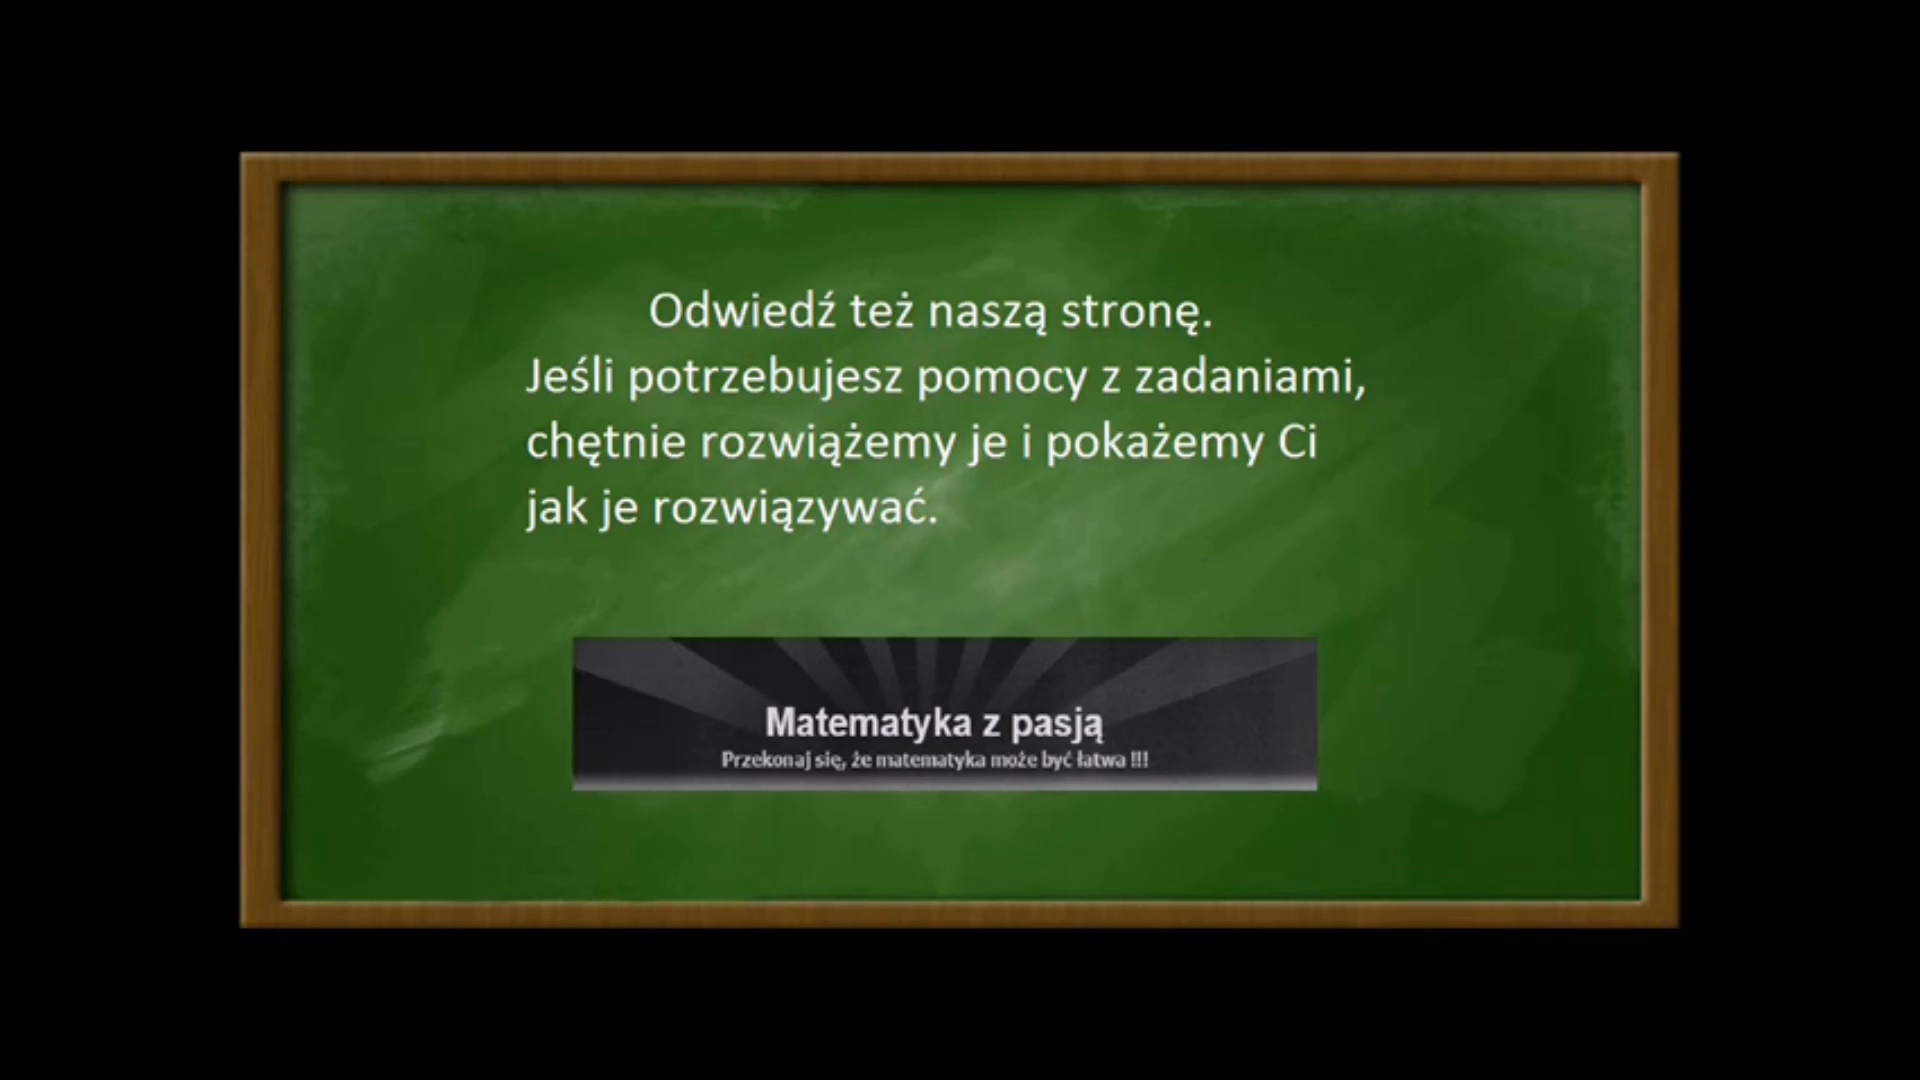 Odwiedź też naszą stronę.
Jeśli potrzebujesz pomocy z zadaniami,
chętnie rozwiążemy je i pokażemy Ci
jak je rozwiązywać.
Matematyka z pasją
Przekonaj się, że matematyka może być łatwa !!!